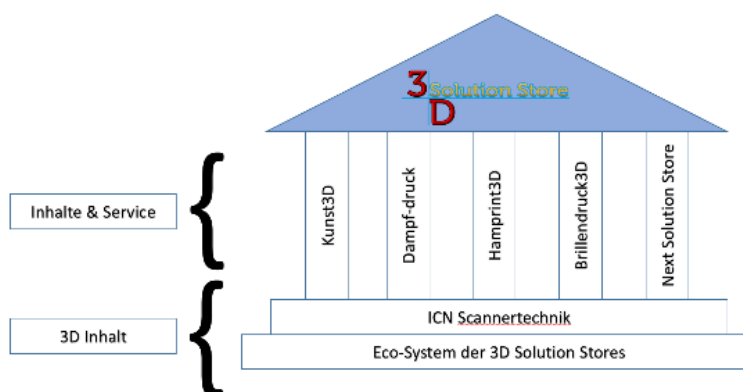 3 Solution Store
D
Inhalte & Service
Kunst3D
Dampf-druck
Hamprint3D
Brillendruck3D
Next Solution Store
3D Inhalt
ICN Scannertechnik
Eco-System der 3D Solution Stores